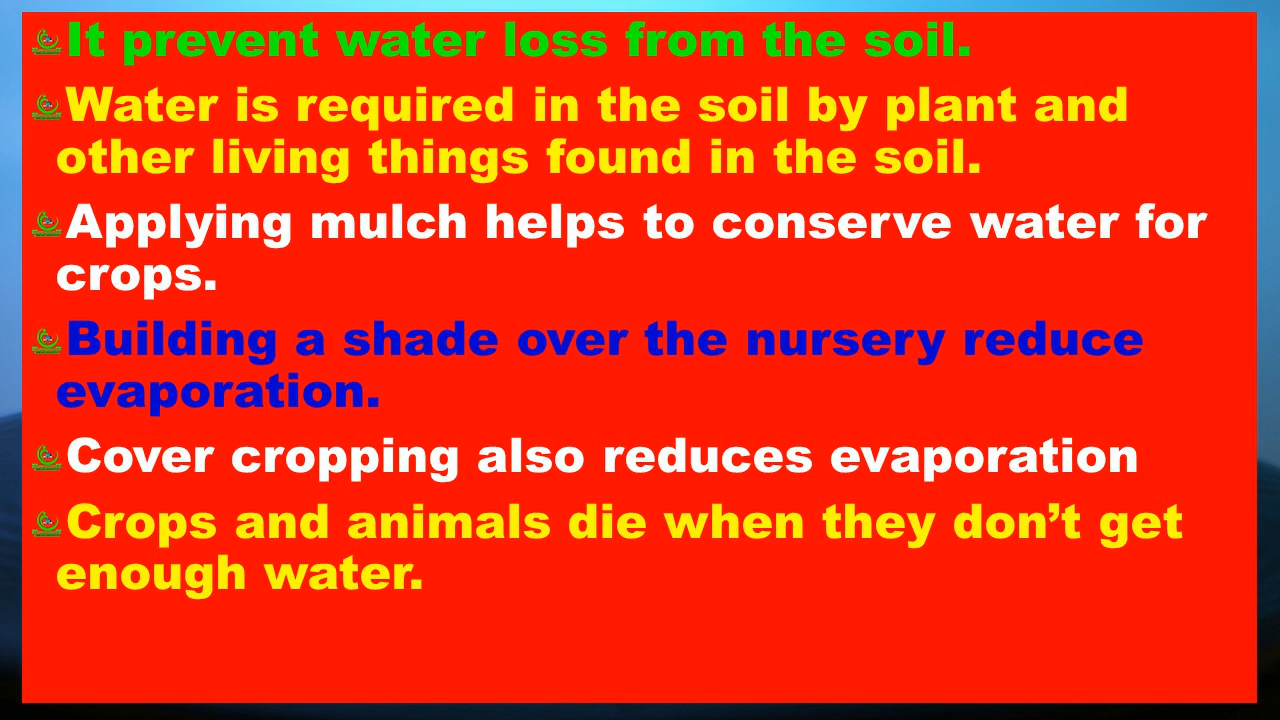 It prevent water loss from the soil.
Water is required in the soil by plant and
other living things found in the soil.
Applying mulch helps to conserve water for
crops.
Building a shade over the nursery reduce
evaporation.
Cover cropping also reduces evaporation
Crops and animals die when they don’t get
enough water.